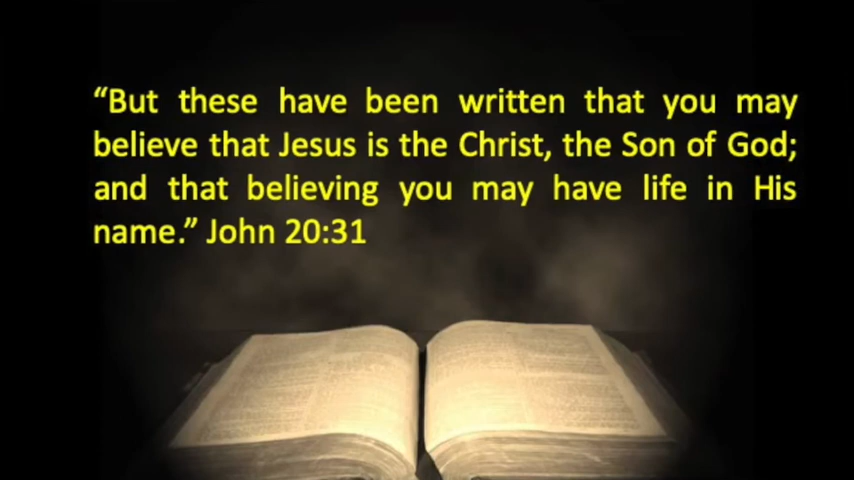 “But these have been written that you may
believe that Jesus is the Christ, the Son of God;
and that believing you may have life in His
name.” John 20:31